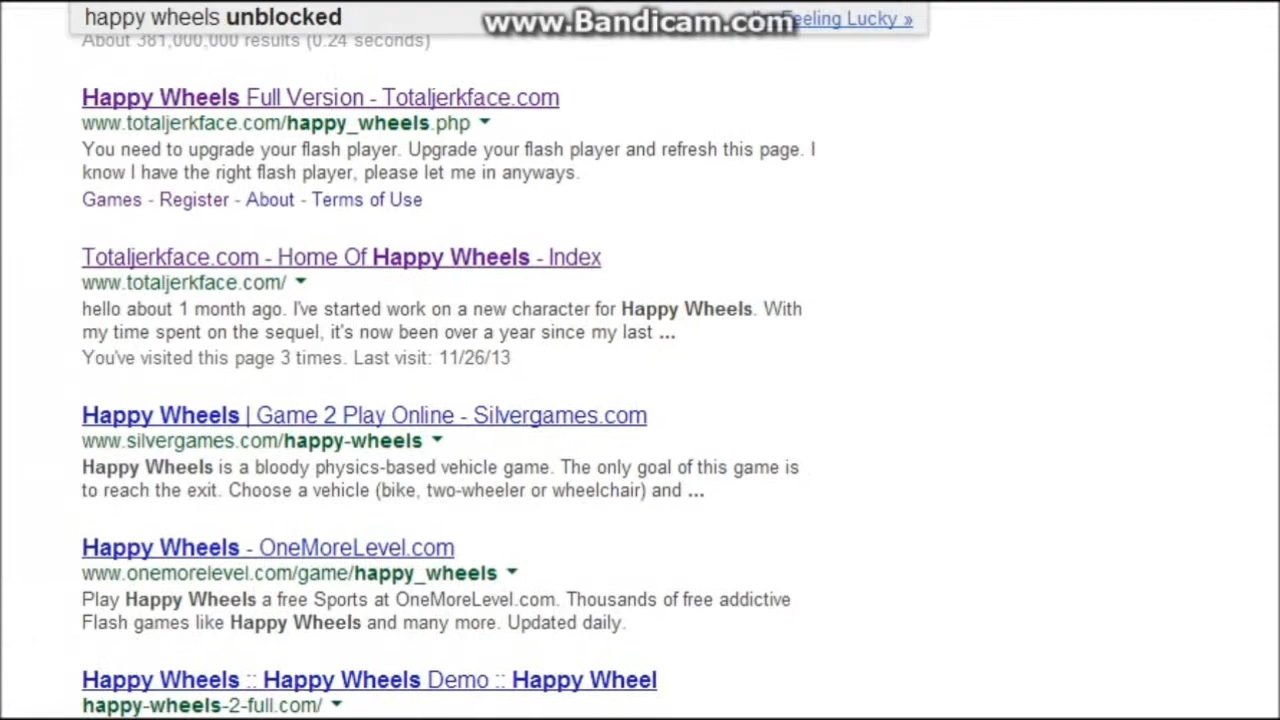 happy wheels unblocked
www.Bandicam.com
Feeling Lucky »
About 381,000,000 results (0.24 seconds)
Happy Wheels Full Version - Totaljerkface.com
www.totaljerkface.com/happy_wheels.php
You need to upgrade your flash player. Upgrade your flash player and refresh this page. I
know I have the right flash player, please let me in anyways.
Games - Register - About - Terms of Use
Totaljerkface.com - Home Of Happy Wheels - Index
www.totaljerkface.com/
hello about 1 month ago. I've started work on a new character for Happy Wheels. With
my time spent on the sequel, it's now been over a year since my last ...
You've visited this page 3 times. Last visit: 11/26/13
Happy Wheels | Game 2 Play Online - Silvergames.com
www.silvergames.com/happy-wheels
Happy Wheels is a bloody physics-based vehicle game. The only goal of this game is
to reach the exit. Choose a vehicle (bike, two-wheeler or wheelchair) and ...
Happy Wheels - OneMoreLevel.com
www.onemorelevel.com/game/happy_wheels
Play Happy Wheels a free Sports at OneMoreLevel.com. Thousands of free addictive
Flash games like Happy Wheels and many more. Updated daily.
Happy Wheels :: Happy Wheels Demo :: Happy Wheel
happy-wheels-2-full.com/